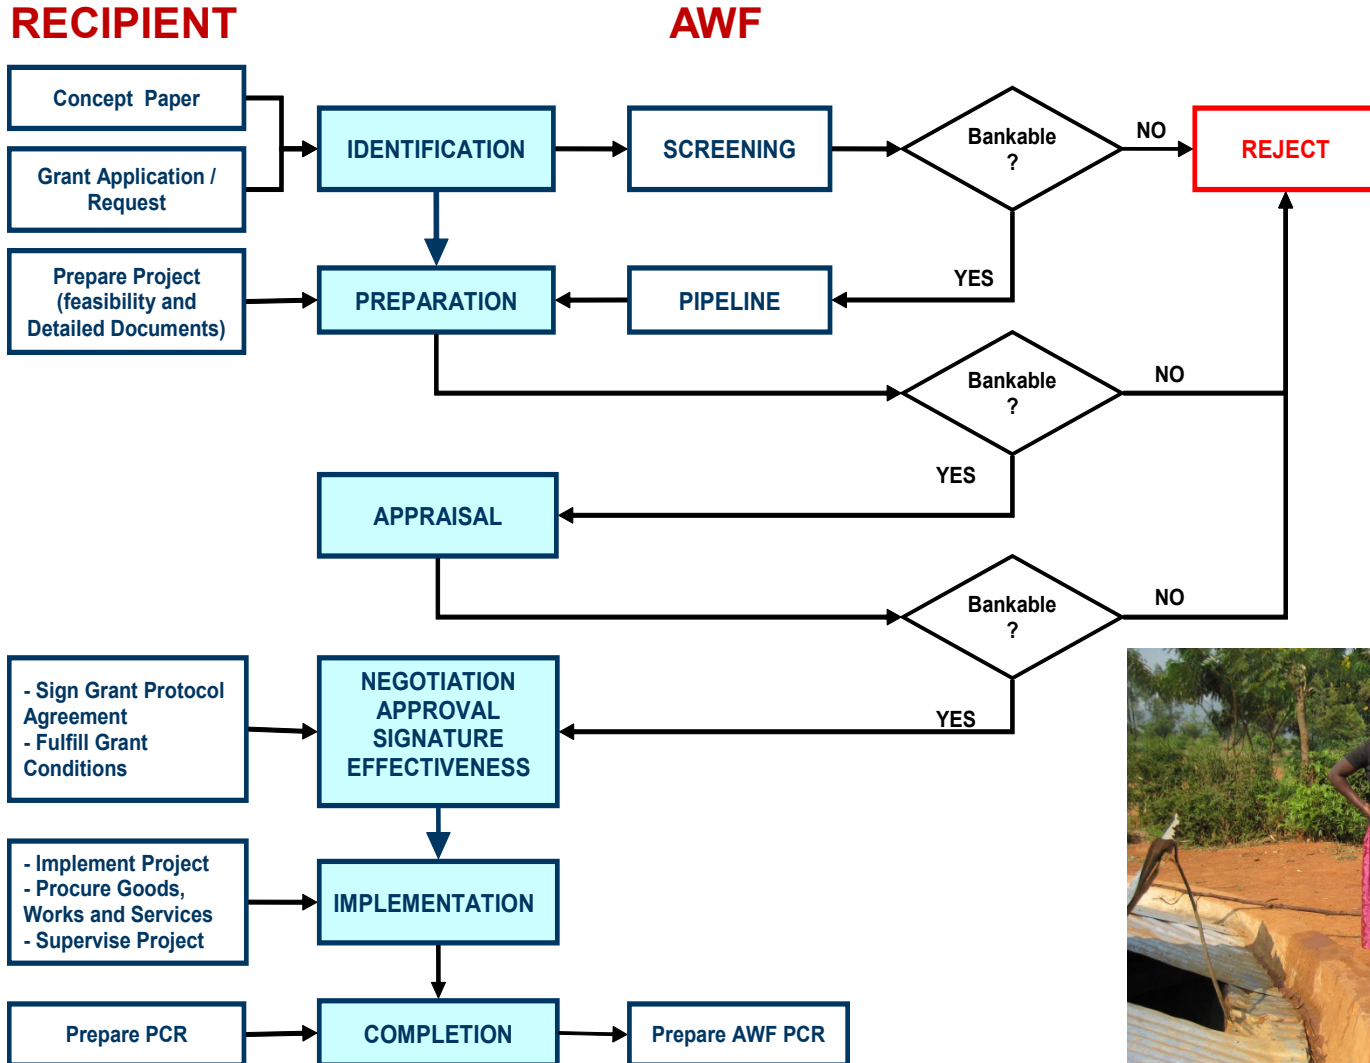 RECIPIENT
AWF
Concept Paper
Grant Application /
Request
IDENTIFICATION
SCREENING
Bankable
?
NO
REJECT
Prepare Project
(feasibility and
Detailed Documents)
PREPARATION
PIPELINE
YES
Bankable
?
NO
YES
APPRAISAL
Bankable
?
NO
YES
- Sign Grant Protocol
Agreement
- Fulfill Grant
Conditions
NEGOTIATION
APPROVAL
SIGNATURE
EFFECTIVENESS
- Implement Project
- Procure Goods,
Works and Services
- Supervise Project
IMPLEMENTATION
Prepare PCR
COMPLETION
Prepare AWF PCR